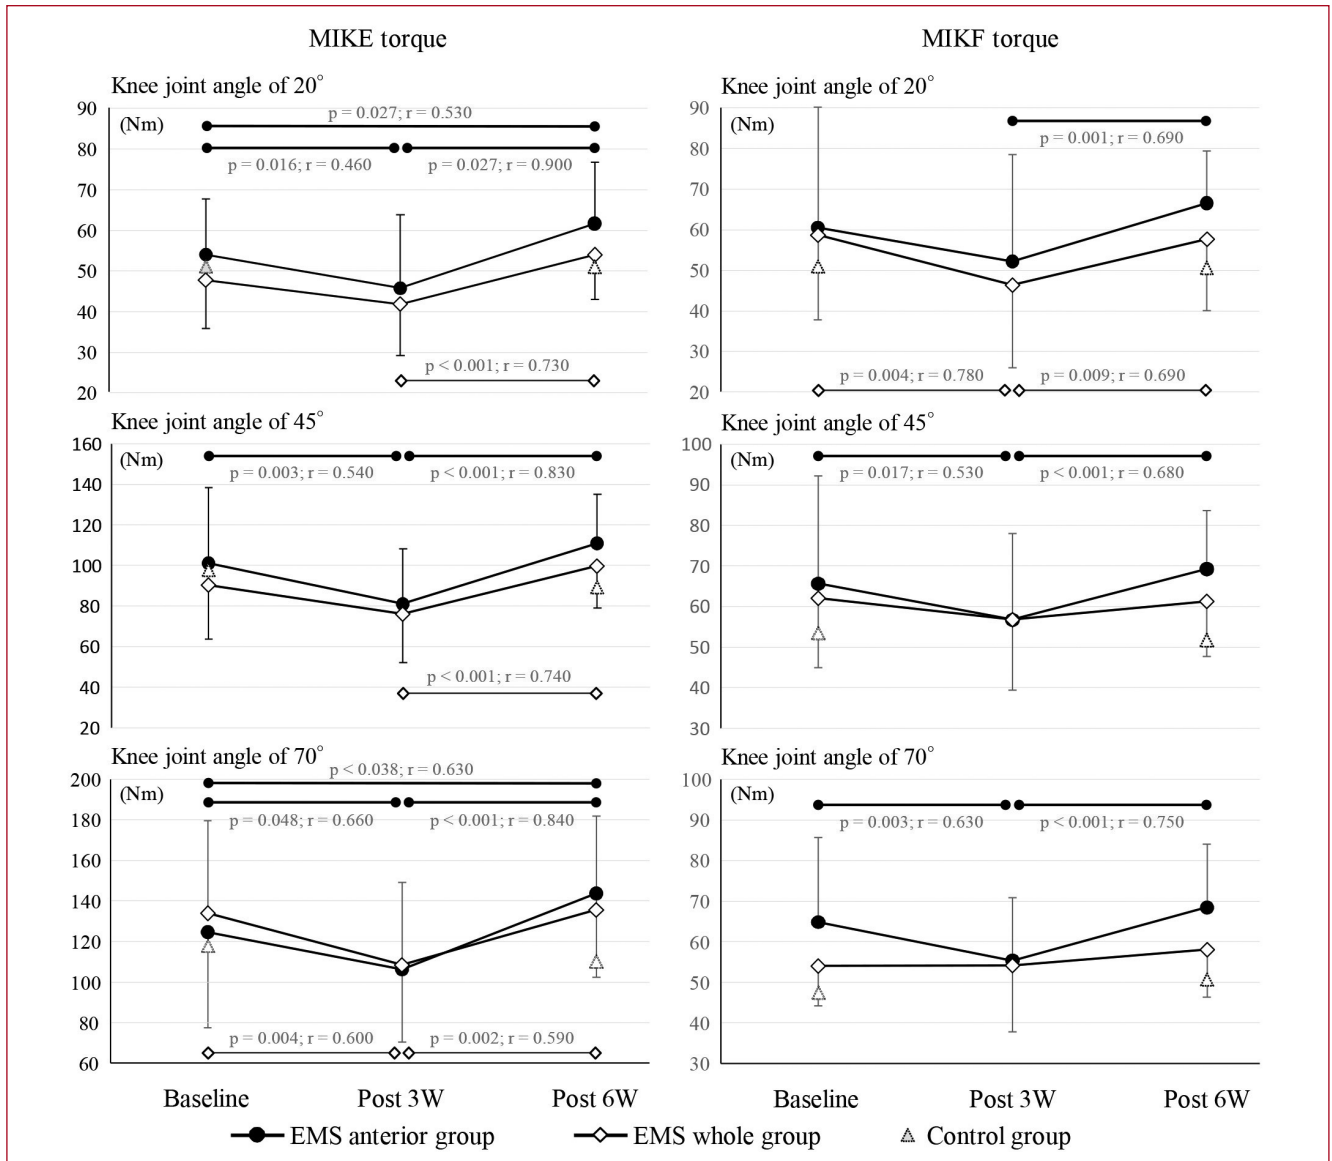 MIKE torque
MIKF torque
Knee joint angle of 20°
90
80
70
60
50
40
30
20
(Nm)
p = 0.027; r = 0.530
p = 0.016; r = 0.460
p = 0.027; r = 0.900
p < 0.001; r = 0.730
Knee joint angle of 20°
90
80
70
60
50
40
30
20
(Nm)
p = 0.001; r = 0.690
p = 0.004; r = 0.780
p = 0.009; r = 0.690
Knee joint angle of 45°
160
140
120
100
80
60
40
20
(Nm)
p = 0.003; r = 0.540
p < 0.001; r = 0.830
p < 0.001; r = 0.740
Knee joint angle of 45°
100
90
80
70
60
50
40
30
(Nm)
p = 0.017; r = 0.530
p < 0.001; r = 0.680
Knee joint angle of 70°
200
180
160
140
120
100
80
60
(Nm)
p < 0.038; r = 0.630
p = 0.048; r = 0.660
p < 0.001; r = 0.840
p = 0.004; r = 0.600
p = 0.002; r = 0.590
Baseline
Post 3W
Post 6W
Knee joint angle of 70°
100
90
80
70
60
50
40
30
(Nm)
p = 0.003; r = 0.630
p < 0.001; r = 0.750
Baseline
Post 3W
Post 6W
EMS anterior group
EMS whole group
Control group